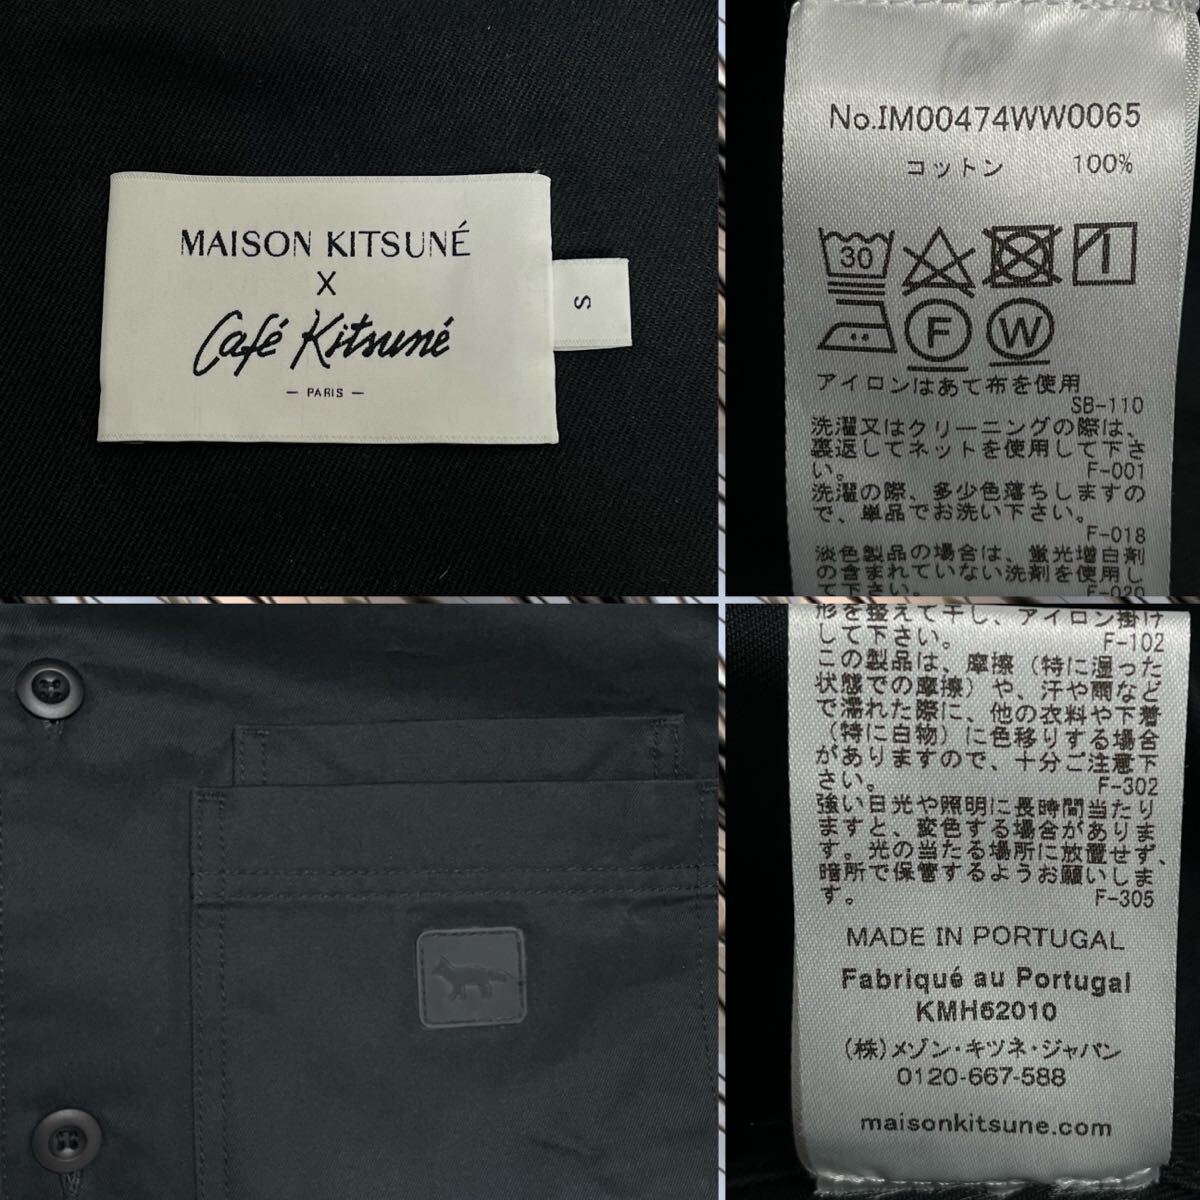 MAISON KITSUNÉ
X
Café Kitsuné
— PARIS —
S
No.IM00474WW0065
コットン 100%
30
F
W
アイロンはあて布を使用
SB-110
洗濯又はクリーニングの際は、
裏返してネットを使用して下さ
い。 F-001
洗濯の際、多少色落ちしますの
で、単品でお洗い下さい。
F-018
淡色製品の場合は、蛍光増白剤
の含まれていない洗剤を使用し
て下さい。 F-020
形を整えて干し、アイロン掛け
して下さい。 F-102
この製品は、摩擦（特に湿った
状態での摩擦）や、汗や雨など
で濡れた際に、他の衣料や下着
（特に白物）に色移りする場合
がありますので、十分ご注意下
さい。 F-302
強い日光や照明に長時間当たり
ますと、変色する場合がありま
す。光の当たる場所に放置せず、
暗所で保管するようお願いしま
す。 F-305
MADE IN PORTUGAL
Fabriqué au Portugal
KMH62010
（株）メゾン・キツネ・ジャパン
0120-667-588
maisonkitsune.com